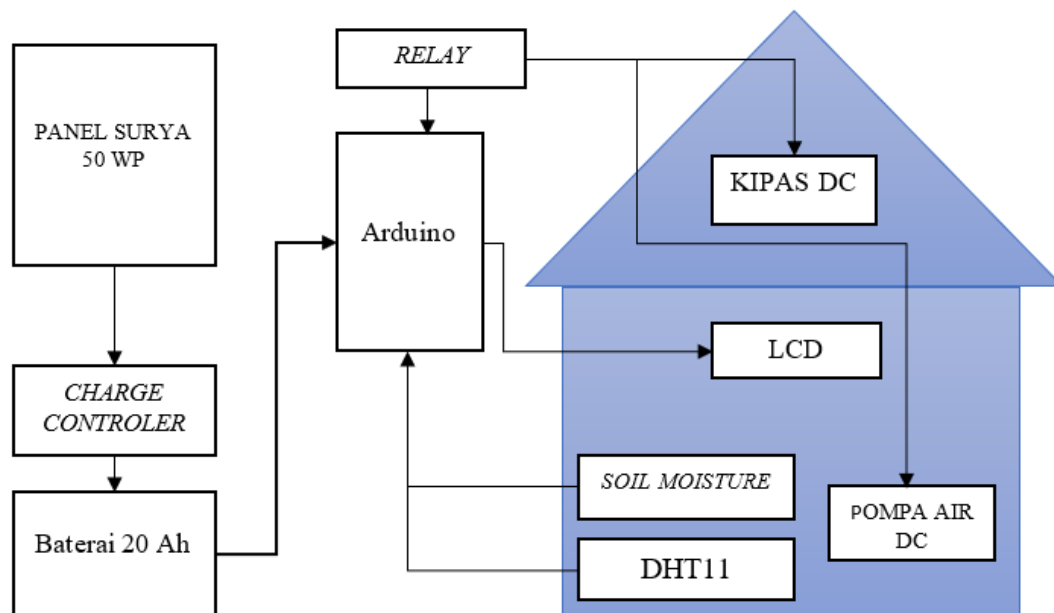 PANEL SURYA
50 WP
CHARGE
CONTROLER
Baterai 20 Ah
RELAY
Arduino
KIPAS DC
LCD
SOIL MOISTURE
DHT11
POMPA AIR
DC